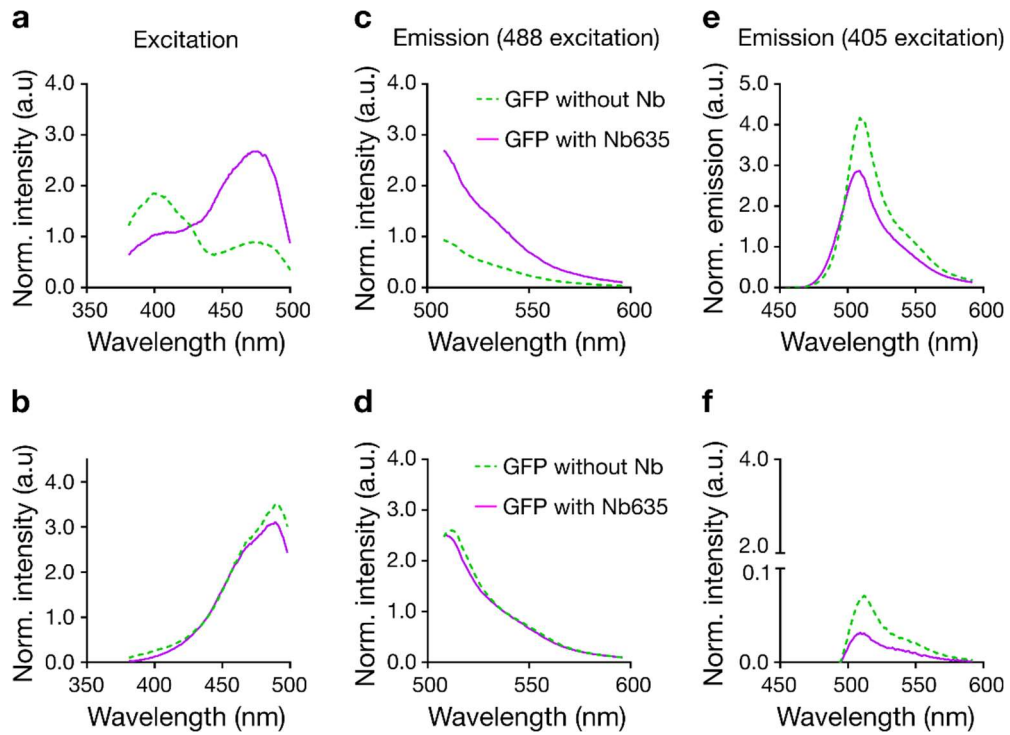 a
Excitation
Norm. intensity (a.u)
4.0
3.0
2.0
1.0
0.0
350
400
450
500
Wavelength (nm)
c
Emission (488 excitation)
Norm. intensity (a.u.)
4.0
3.0
2.0
1.0
0.0
GFP without Nb
GFP with Nb635
500
550
600
Wavelength (nm)
e
Emission (405 excitation)
Norm. emission (a.u.)
5.0
4.0
3.0
2.0
1.0
0.0
450
500
550
600
Wavelength (nm)
b
Norm. intensity (a.u)
4.0
3.0
2.0
1.0
0.0
350
400
450
500
Wavelength (nm)
d
Norm. intensity (a.u.)
4.0
3.0
2.0
1.0
0.0
GFP without Nb
GFP with Nb635
500
550
600
Wavelength (nm)
f
Norm. intensity (a.u.)
4.0
2.0
0.1
0.0
450
500
550
600
Wavelength (nm)